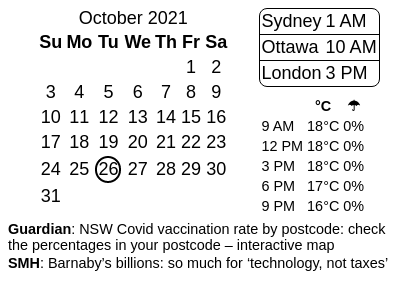 October 2021
Su Mo Tu We Th Fr Sa
1 2
3 4 5 6 7 8 9
10 11 12 13 14 15 16
17 18 19 20 21 22 23
24 25 26 27 28 29 30
31
Sydney 1 AM
Ottawa 10 AM
London 3 PM
°C ☂
9 AM 18°C 0%
12 PM 18°C 0%
3 PM 18°C 0%
6 PM 17°C 0%
9 PM 16°C 0%
Guardian: NSW Covid vaccination rate by postcode: check
the percentages in your postcode – interactive map
SMH: Barnaby’s billions: so much for ‘technology, not taxes’